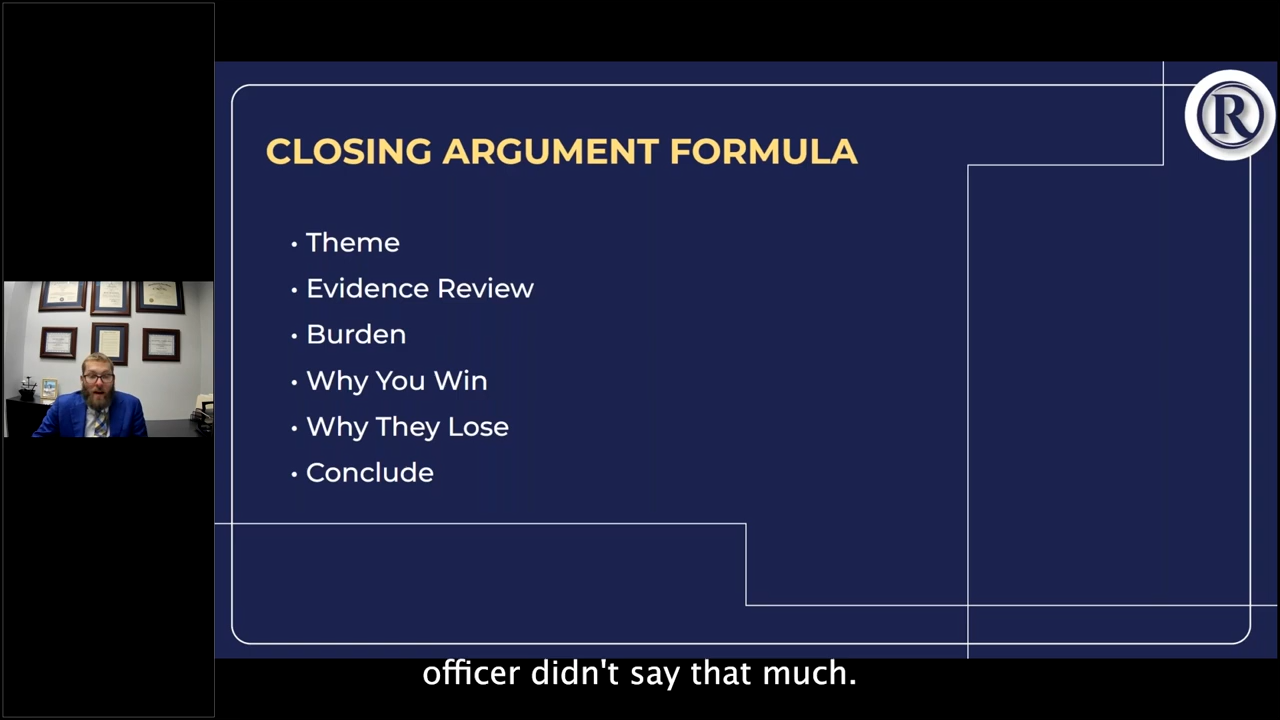 CLOSING ARGUMENT FORMULA
R
• Theme
• Evidence Review
• Burden
• Why You Win
• Why They Lose
• Conclude
officer didn't say that much.